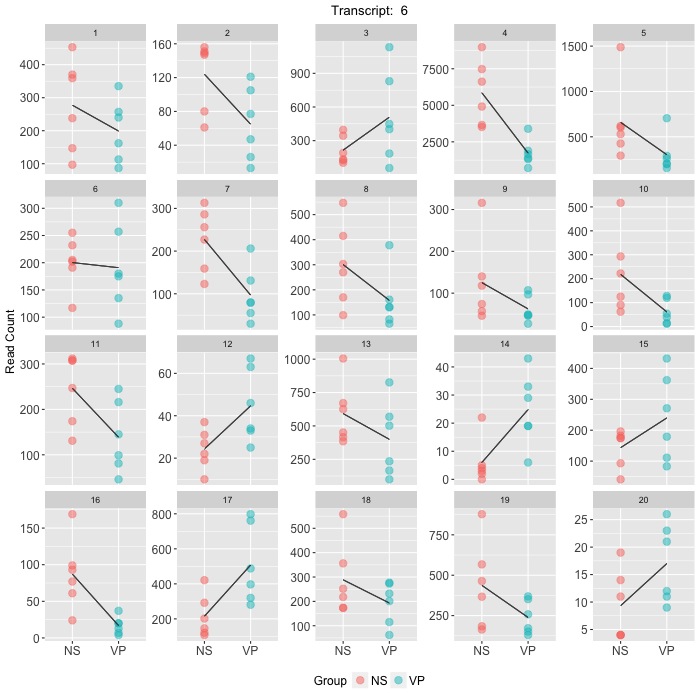 Transcript: 6
1 2 3 4 5
400 300 200 100
160 120 80 40
900 600 300
7500 5000 2500
1500 1000 500
6 7 8 9 10
300 250 200 150 100
300 200 100
500 400 300 200 100
300 200 100
500 400 300 200 100 0
11 12 13 14 15
300 200 100
60 40 20
1000 750 500 250
14 10 5 0
400 300 200 100
16 17 18 19 20
150 100 50 0
800 600 400 200
500 400 300 200 100
750 500 250
25 20 15 10 5
NS VP NS VP NS VP NS VP NS VP
Read Count
Group NS VP